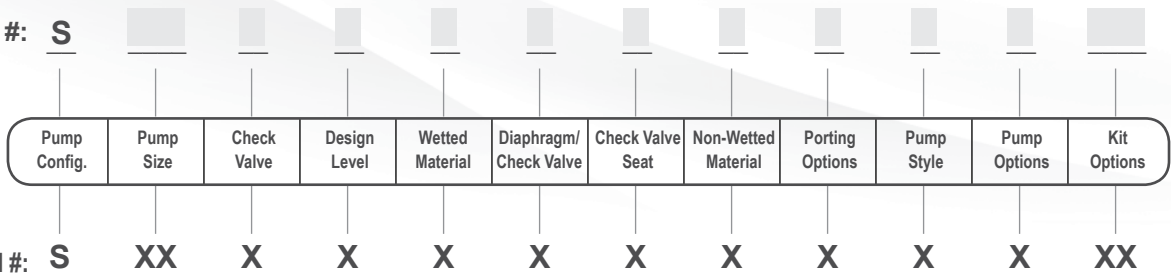 #: S
Pump Config. Pump Size Check Valve Design Level Wetted Material Diaphragm/ Check Valve Check Valve Seat Non-Wetted Material Porting Options Pump Style Pump Options Kit Options
#: S XX X X X X X X X X X XX